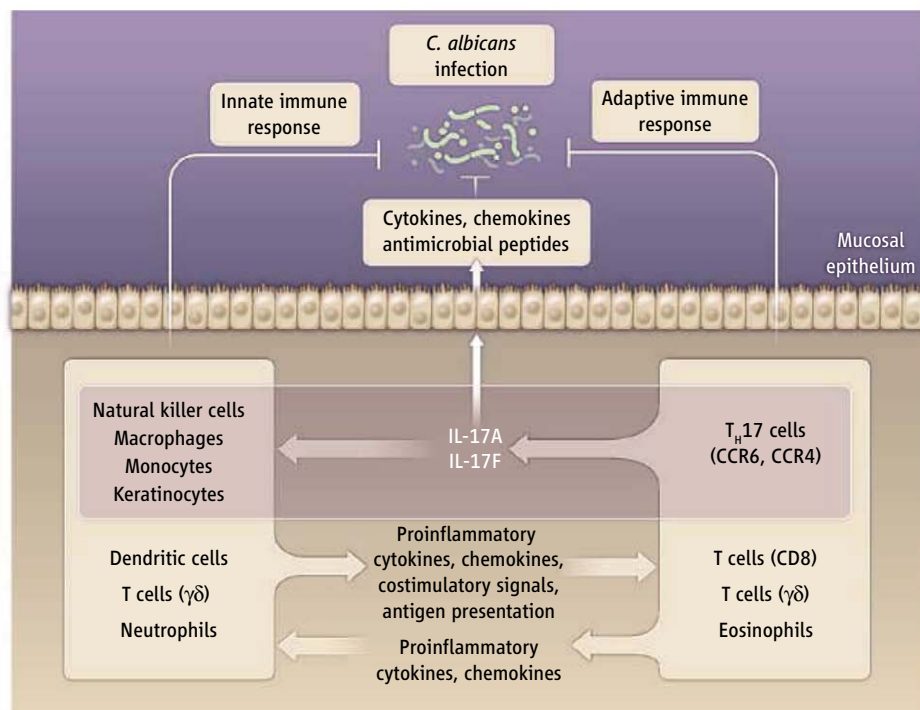 C. albicans
infection
Innate immune
response
Adaptive immune
response
Cytokines, chemokines
antimicrobial peptides
Mucosal
epithelium
Natural killer cells
Macrophages
Monocytes
Keratinocytes
IL-17A
IL-17F
TH17 cells
(CCR6, CCR4)
Dendritic cells
T cells (γδ)
Neutrophils
Proinflammatory
cytokines, chemokines,
costimulatory signals,
antigen presentation
Proinflammatory
cytokines, chemokines
T cells (CD8)
T cells (γδ)
Eosinophils